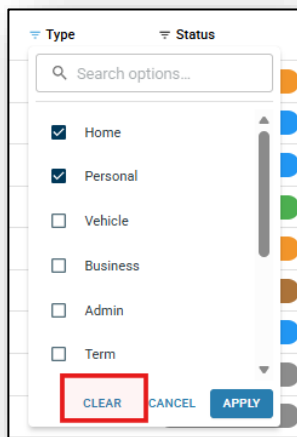 Type Status
Search options...
Home
Personal
Vehicle
Business
Admin
Term
CLEAR CANCEL APPLY